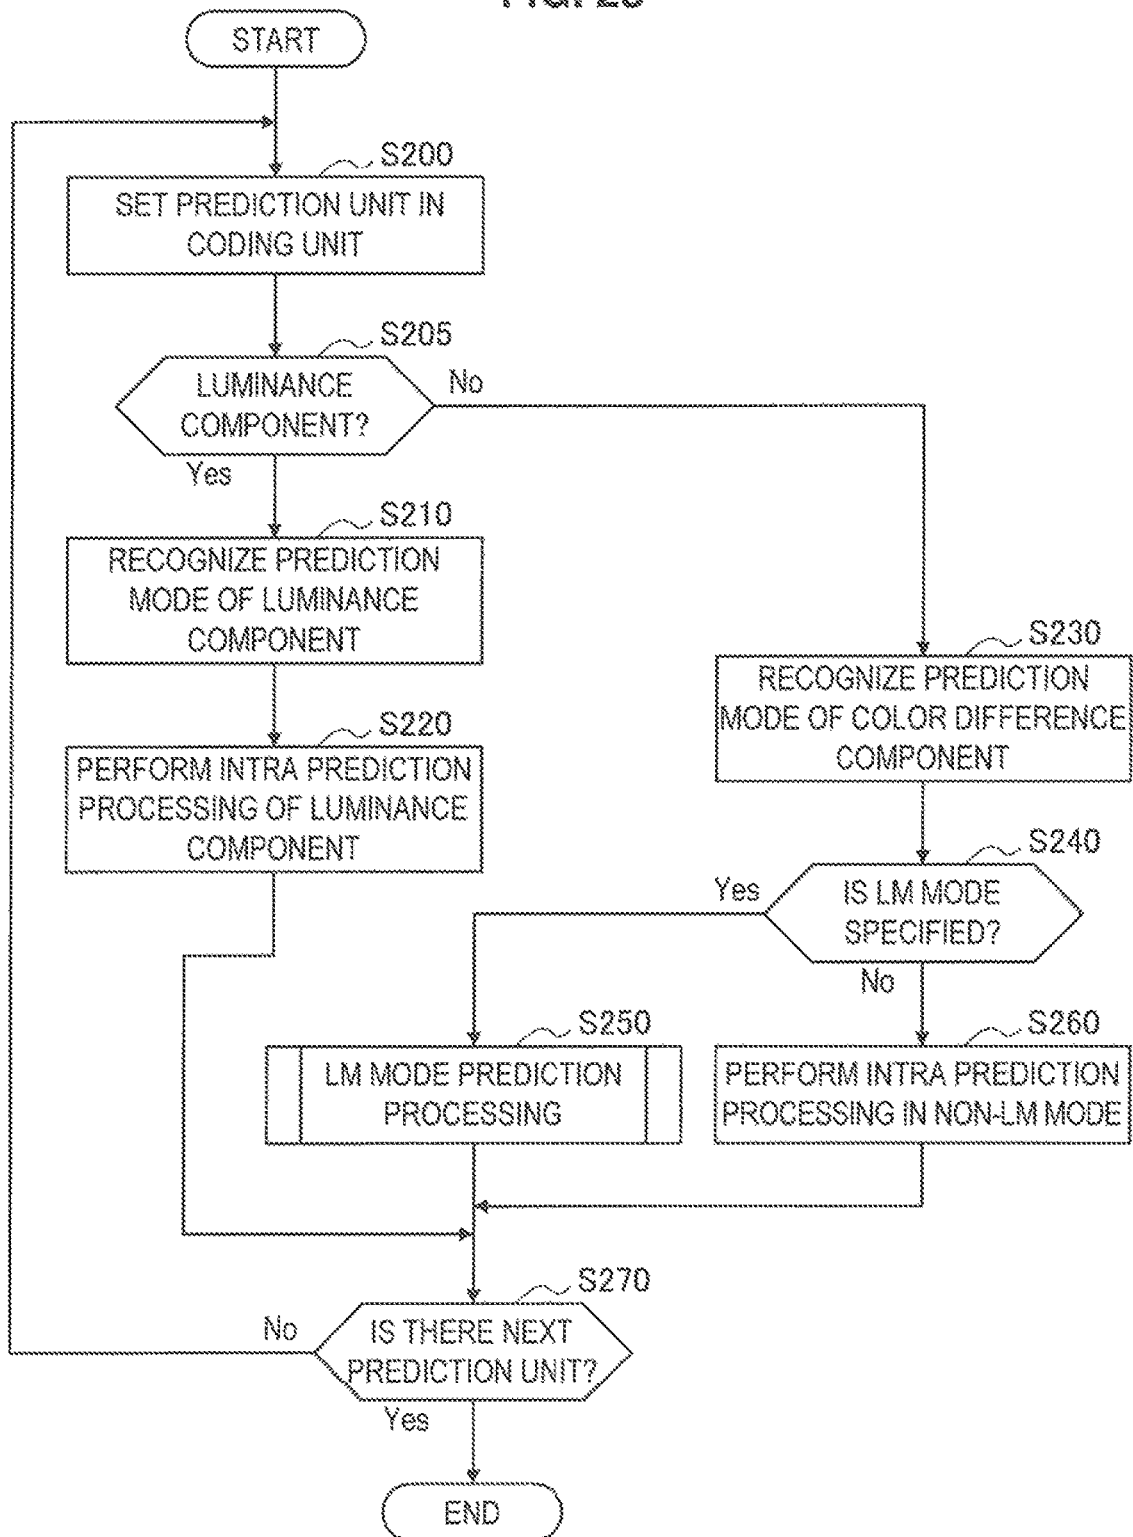 START
S200
SET PREDICTION UNIT IN
CODING UNIT
S205
LUMINANCE
COMPONENT?
No
Yes
S210
RECOGNIZE PREDICTION
MODE OF LUMINANCE
COMPONENT
S220
PERFORM INTRA PREDICTION
PROCESSING OF LUMINANCE
COMPONENT
S230
RECOGNIZE PREDICTION
MODE OF COLOR DIFFERENCE
COMPONENT
S240
IS LM MODE
SPECIFIED?
Yes
No
S250
LM MODE PREDICTION
PROCESSING
S260
PERFORM INTRA PREDICTION
PROCESSING IN NON-LM MODE
S270
IS THERE NEXT
PREDICTION UNIT?
No
Yes
END